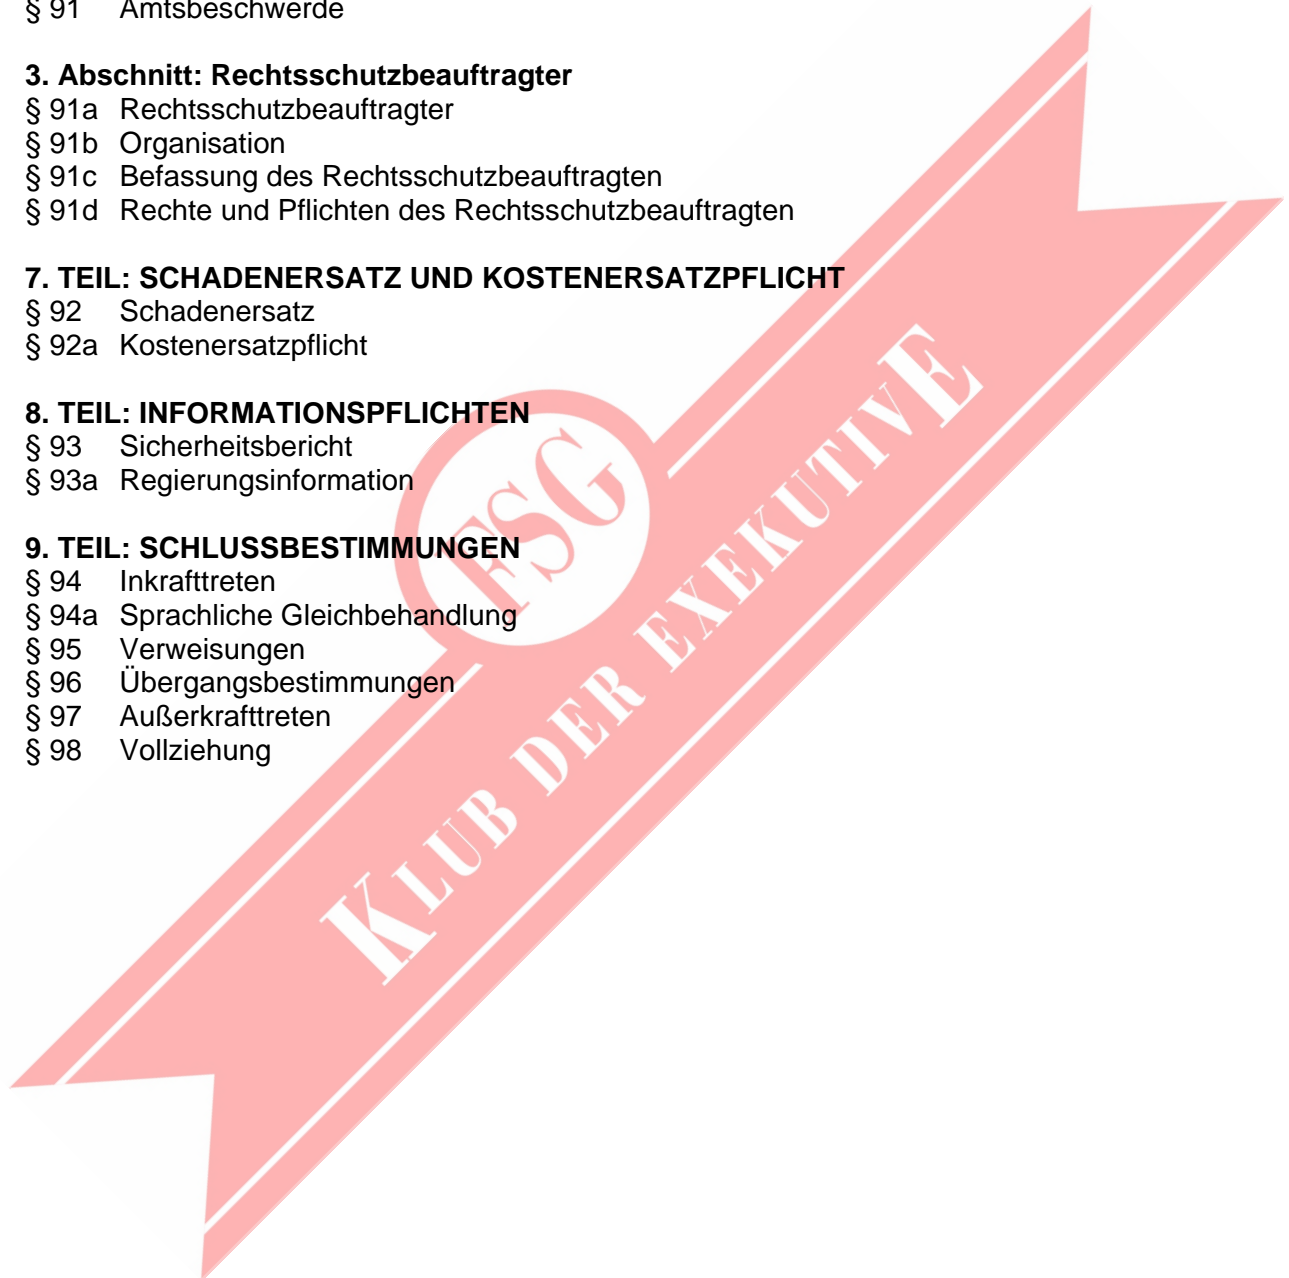 § 91 Amtsbeschwerde
3. Abschnitt: Rechtsschutzbeauftragter
§ 91a Rechtsschutzbeauftragter
§ 91b Organisation
§ 91c Befassung des Rechtsschutzbeauftragten
§ 91d Rechte und Pflichten des Rechtsschutzbeauftragten
7. TEIL: SCHADENERSATZ UND KOSTENERSATZPFLICHT
§ 92 Schadenersatz
§ 92a Kostenersatzpflicht
8. TEIL: INFORMATIONSPFLICHTEN
§ 93 Sicherheitsbericht
§ 93a Regierungsinformation
9. TEIL: SCHLUSSBESTIMMUNGEN
§ 94 Inkrafttreten
§ 94a Sprachliche Gleichbehandlung
§ 95 Verweisungen
§ 96 Übergangsbestimmungen
§ 97 Außerkrafttreten
§ 98 Vollziehung
FSG
KLUB DER EXEKUTIVE